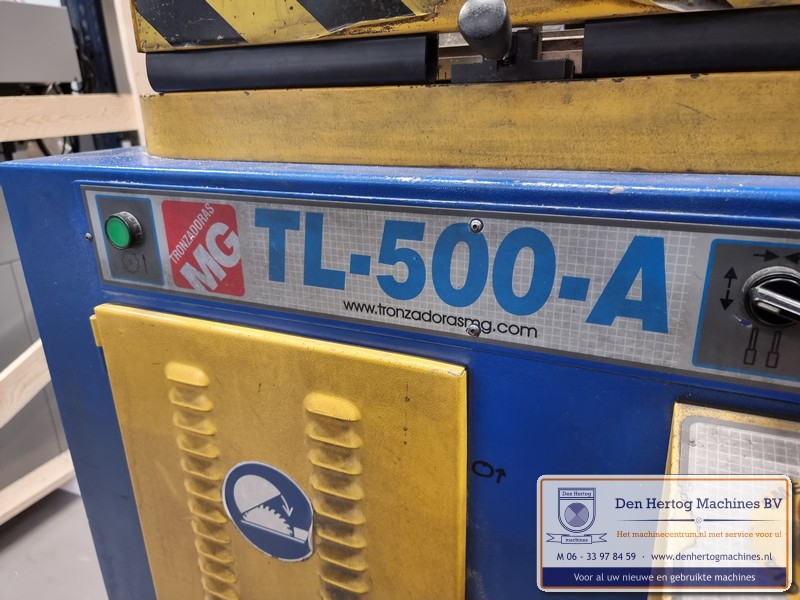 TRONZADORAS
MG
TL-500-A
www.tronzadorasmg.com
Den Hertog
machines
Den Hertog Machines BV
Het machinecentrum.nl met service voor u!
M 06 - 33 97 84 59 · www.denhertogmachines.nl
Voor al uw nieuwe en gebruikte machines